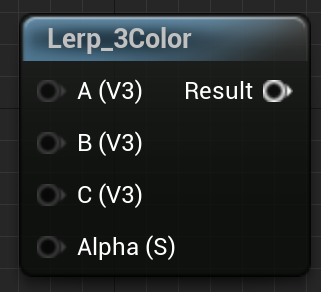 Lerp_3Color
A (V3) Result
B (V3)
C (V3)
Alpha (S)